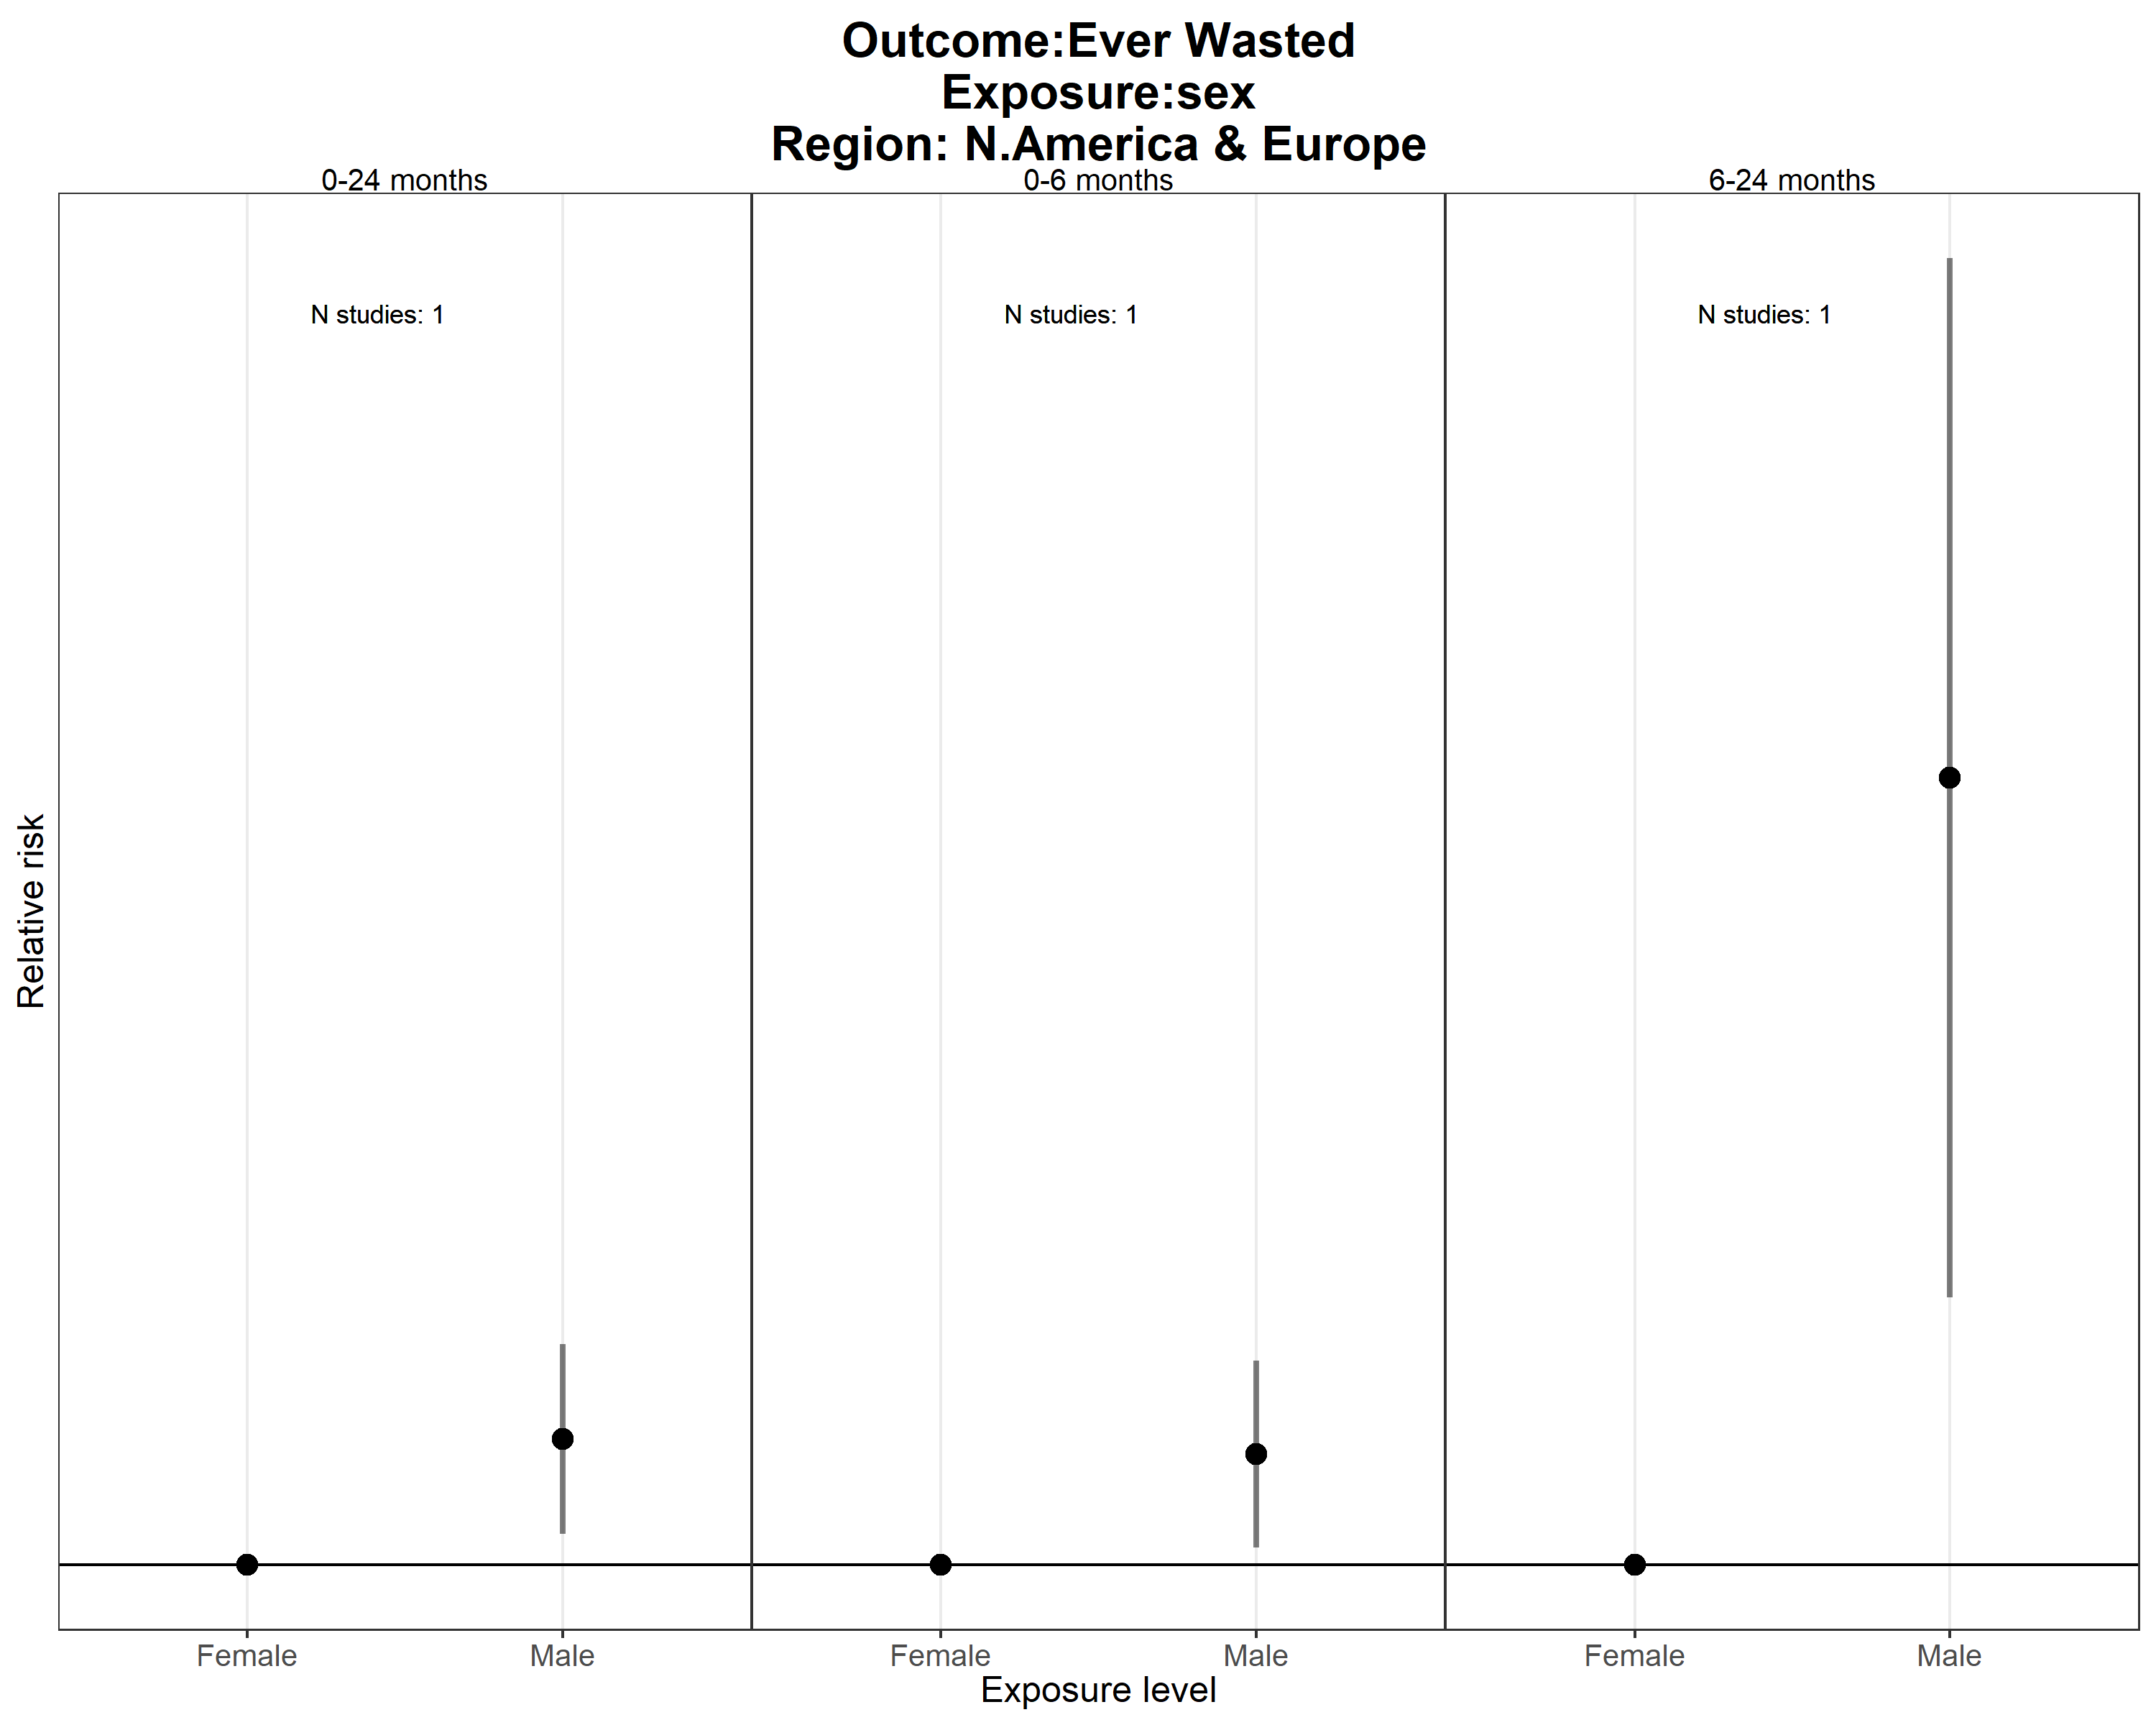 Outcome:Ever Wasted
Exposure:sex
Region: N.America & Europe
0-24 months
0-6 months
6-24 months
N studies: 1
N studies: 1
N studies: 1
Relative risk
Female
Male
Female
Male
Female
Male
Exposure level